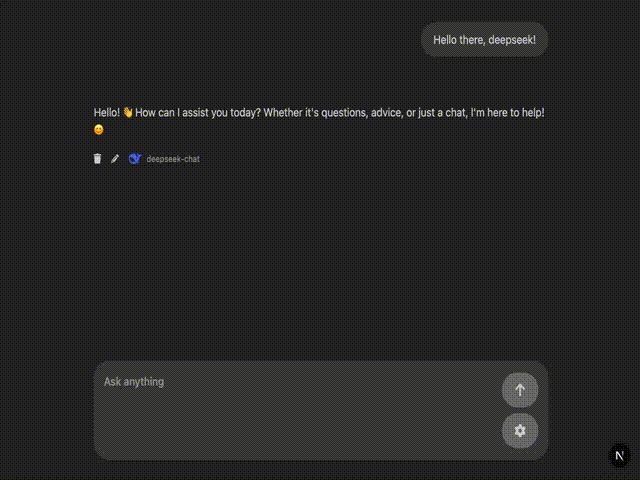 Hello there, deepseek!
Hello! 👋 How can I assist you today? Whether it's questions, advice, or just a chat, I'm here to help!
😊
deepseek-chat
Ask anything
N